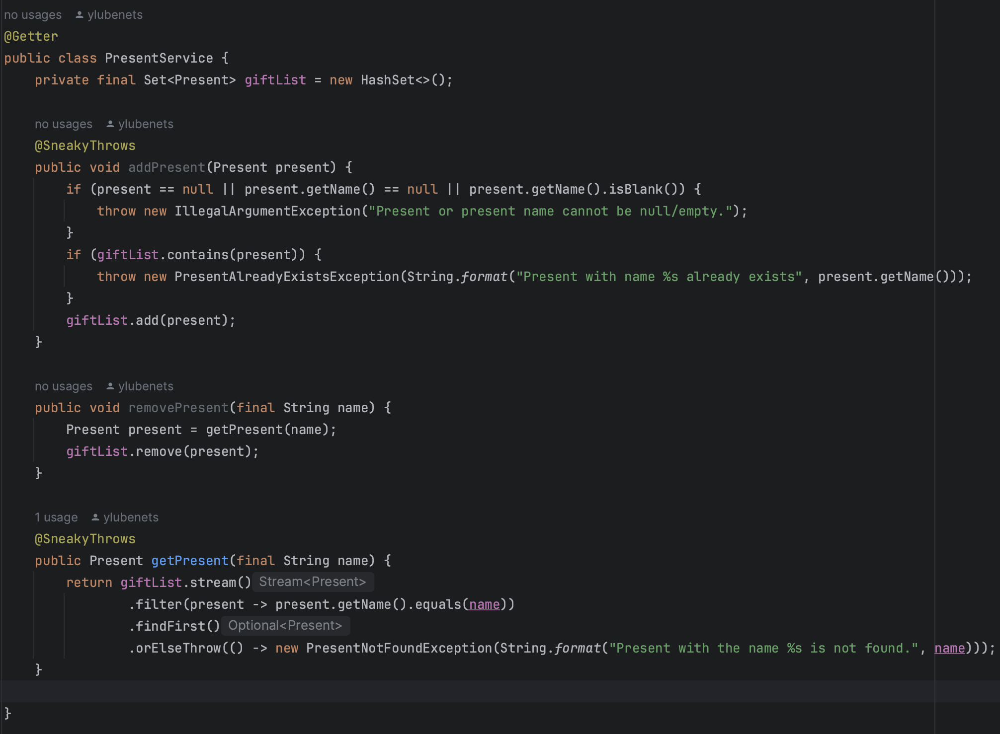 no usages ylubenets
@Getter
public class PresentService {
    private final Set<Present> giftList = new HashSet<>();

    no usages ylubenets
    @SneakyThrows
    public void addPresent(Present present) {
        if (present == null || present.getName() == null || present.getName().isBlank()) {
            throw new IllegalArgumentException("Present or present name cannot be null/empty.");
        }
        if (giftList.contains(present)) {
            throw new PresentAlreadyExistsException(String.format("Present with name %s already exists", present.getName()));
        }
        giftList.add(present);
    }

    no usages ylubenets
    public void removePresent(final String name) {
        Present present = getPresent(name);
        giftList.remove(present);
    }

    1 usage ylubenets
    @SneakyThrows
    public Present getPresent(final String name) {
        return giftList.stream() Stream<Present>
                .filter(present -> present.getName().equals(name))
                .findFirst() Optional<Present>
                .orElseThrow(() -> new PresentNotFoundException(String.format("Present with the name %s is not found.", name)));
    }

}